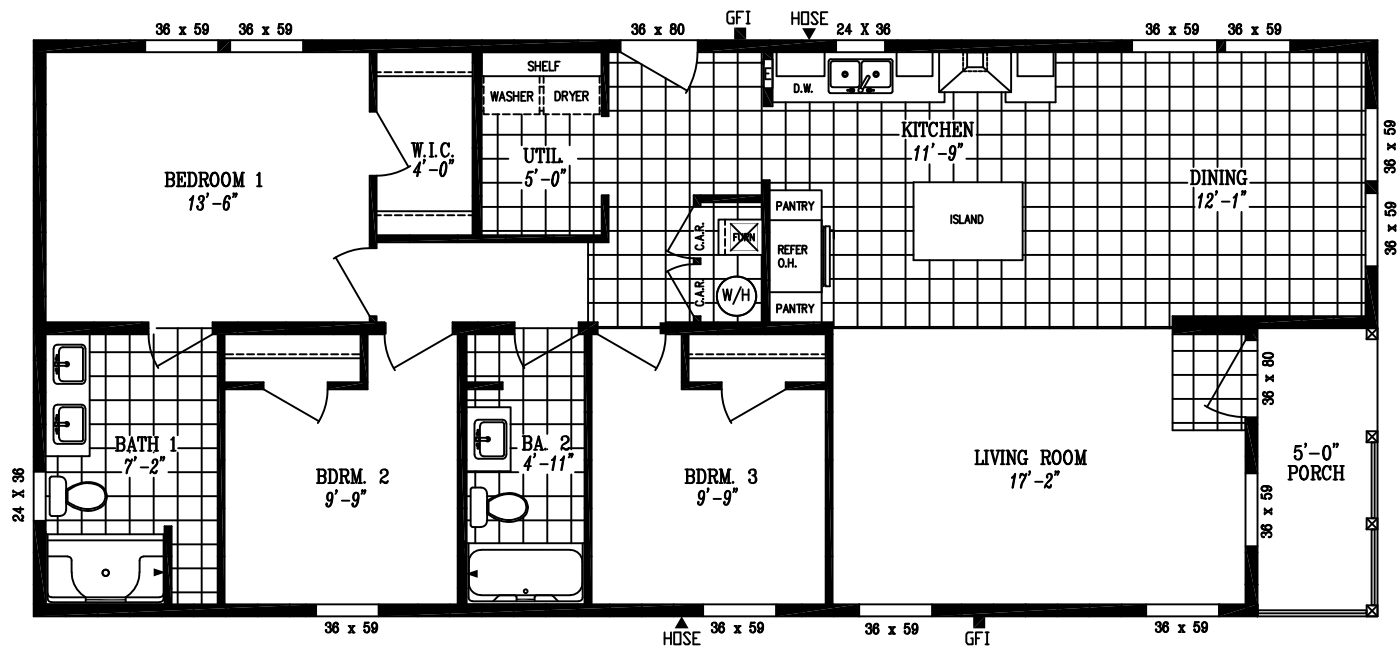 GFI
HOSE
36 x 59
36 x 59
36 x 80
24 X 36
36 x 59
36 x 59
SHELF
WASHER
DRYER
D.W.
KITCHEN
11'-9"
W.I.C.
4'-0"
UTIL.
5'-0"
BEDROOM 1
13'-6"
DINING
12'-1"
36 x 59
36 x 59
PANTRY
ISLAND
C.A.R.
FURN
REFER
O.H.
C.A.R.
W/H
PANTRY
36 x 80
BATH 1
7'-2"
BA. 2
4'-11"
BDRM. 2
9'-9"
BDRM. 3
9'-9"
LIVING ROOM
17'-2"
5'-0"
PORCH
24 X 36
36 x 59
36 x 59
HOSE
36 x 59
36 x 59
GFI
36 x 59